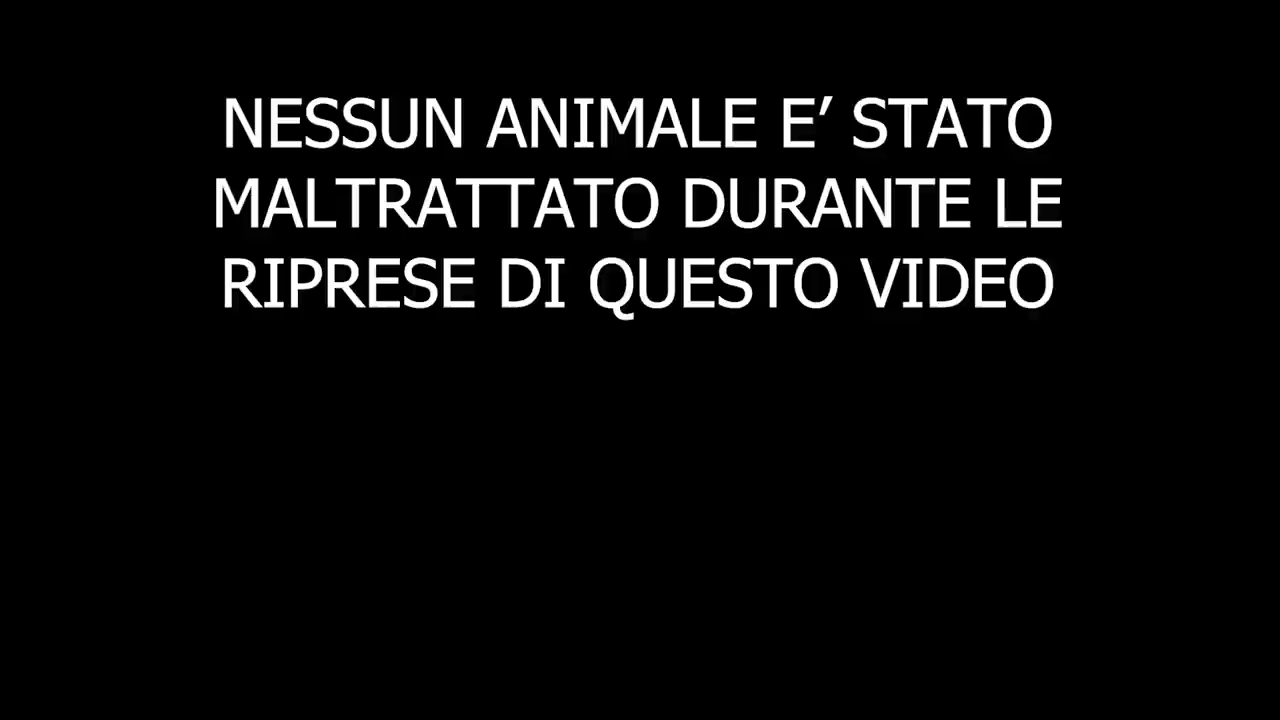 NESSUN ANIMALE E’ STATO
MALTRATTATO DURANTE LE
RIPRESE DI QUESTO VIDEO